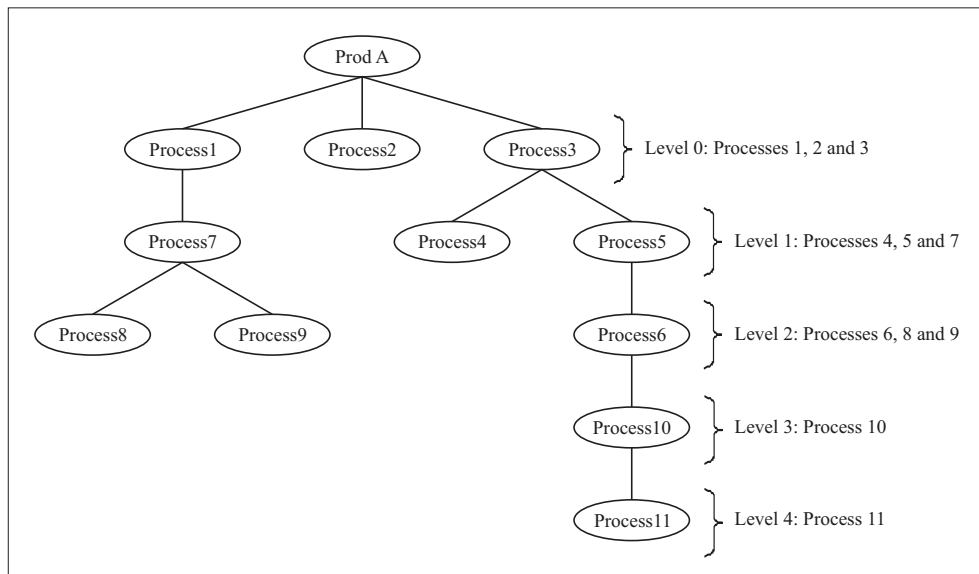 Prod A
Process1
Process2
Process3
Level 0: Processes 1, 2 and 3
Process7
Process4
Process5
Level 1: Processes 4, 5 and 7
Process8
Process9
Process6
Level 2: Processes 6, 8 and 9
Process10
Level 3: Process 10
Process11
Level 4: Process 11